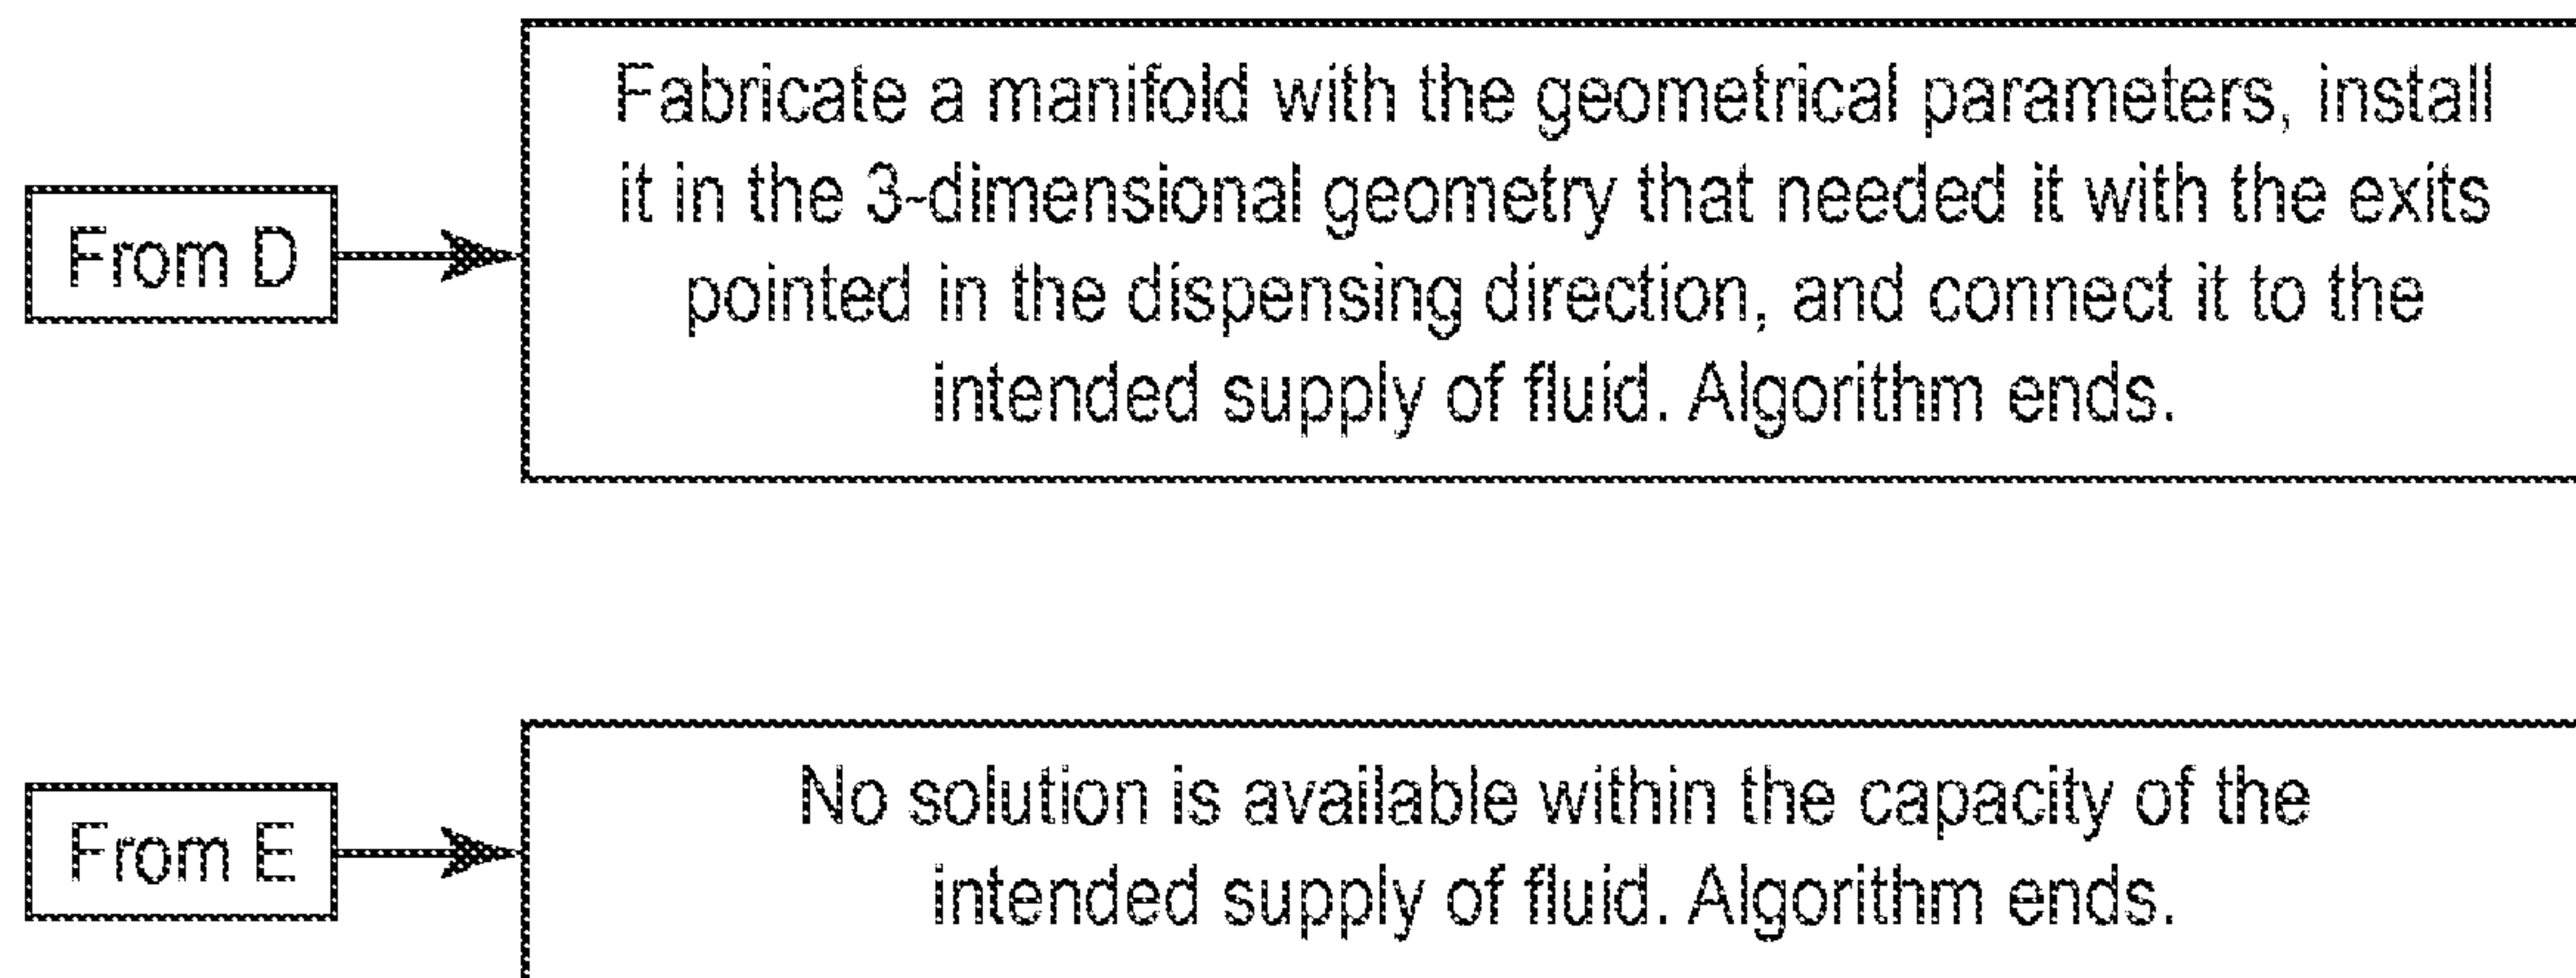 From D
Fabricate a manifold with the geometrical parameters, install
it in the 3-dimensional geometry that needed it with the exits
pointed in the dispensing direction, and connect it to the
intended supply of fluid. Algorithm ends.
From E
No solution is available within the capacity of the
intended supply of fluid. Algorithm ends.